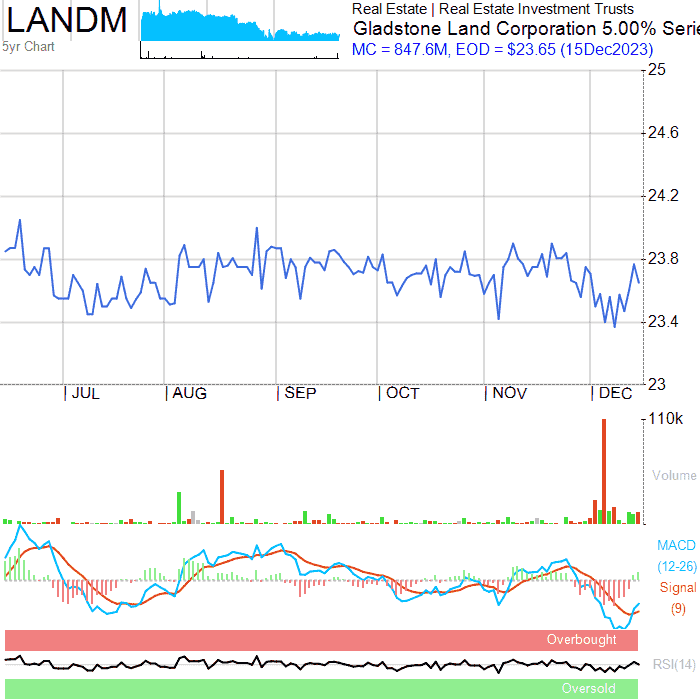 LANDM
5yr Chart
Real Estate | Real Estate Investment Trusts
Gladstone Land Corporation 5.00% Serie
MC = 847.6M, EOD = $23.65 (15Dec2023)
25
24.6
24.2
23.8
23.4
23
JUL AUG SEP OCT NOV DEC
110k
Volume
MACD
(12-26)
Signal
(9)
Overbought
RSI(14)
Oversold